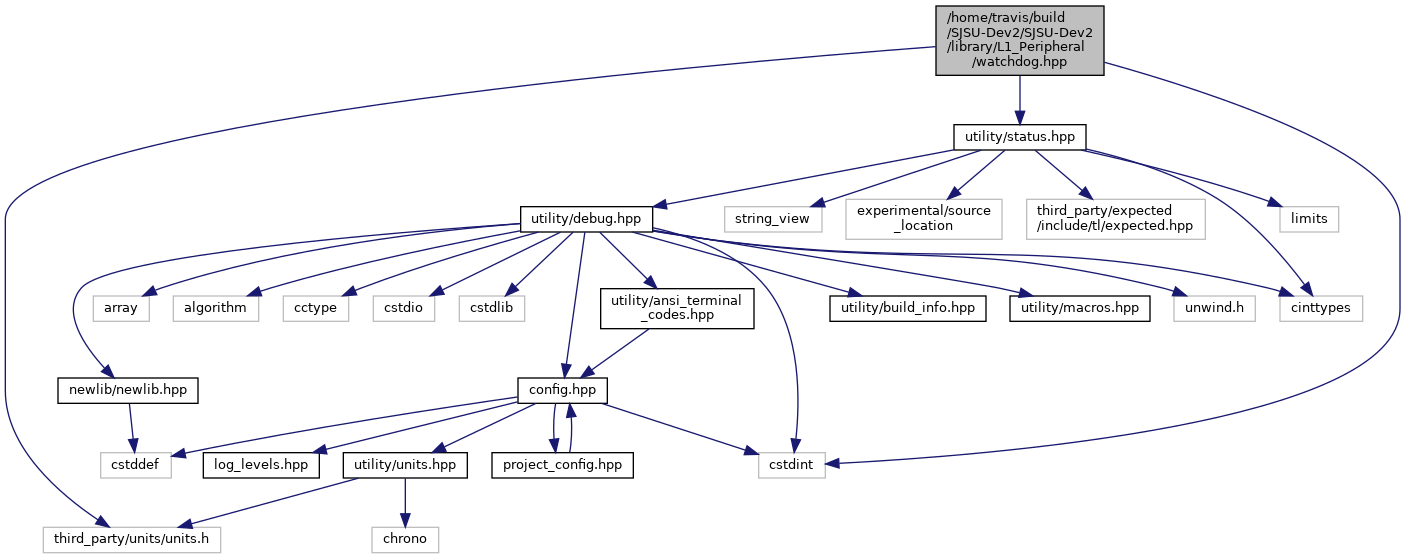 /home/travis/build
/SJSU-Dev2/SJSU-Dev2
/library/L1_Peripheral
/watchdog.hpp
utility/status.hpp
utility/debug.hpp
string_view
experimental/source
_location
third_party/expected
/include/tl/expected.hpp
limits
array
algorithm
cctype
cstdio
cstdlib
utility/ansi_terminal
_codes.hpp
utility/build_info.hpp
utility/macros.hpp
unwind.h
cinttypes
newlib/newlib.hpp
config.hpp
cstddef
log_levels.hpp
utility/units.hpp
project_config.hpp
cstdint
third_party/units/units.h
chrono